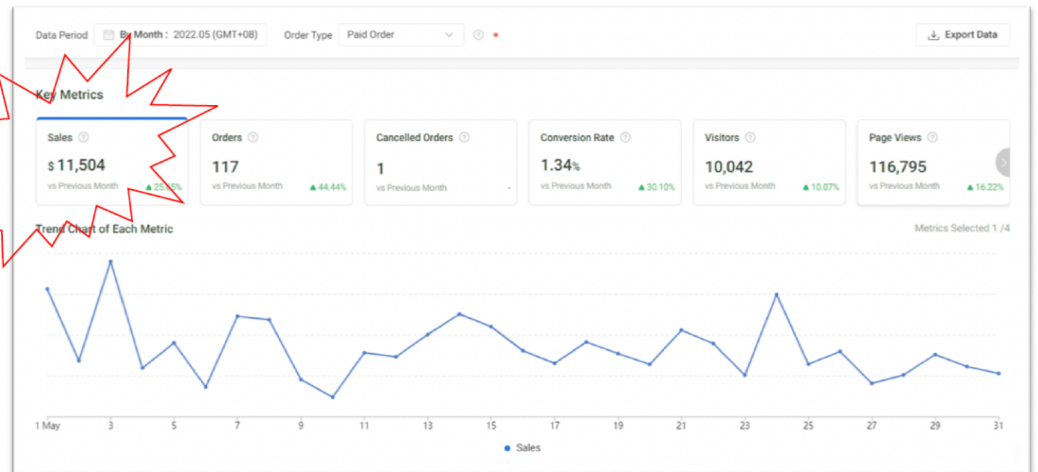 Data Period By Month : 2022.05 (GMT+08) Order Type Paid Order Export Data
Key Metrics
Sales Orders Cancelled Orders Conversion Rate Visitors Page Views
$ 11,504 117 1 1.34% 10,042 116,795
vs Previous Month vs Previous Month 44.44% vs Previous Month - vs Previous Month 30.10% vs Previous Month 10.07% vs Previous Month 16.22%
Trend Chart of Each Metric Metrics Selected 1 /4
1 May 3 5 7 9 11 13 15 17 19 21 23 25 27 29 31
Sales